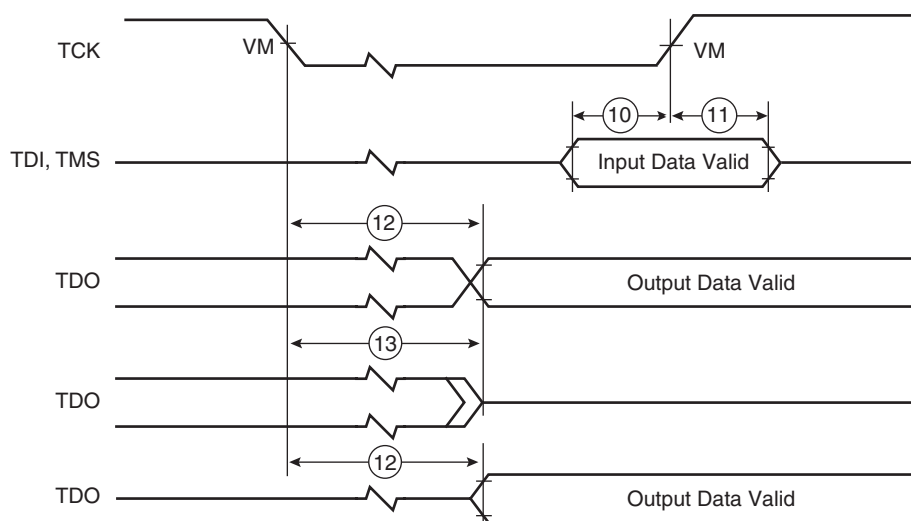 TCK
VM
VM
10
11
TDI, TMS
Input Data Valid
12
TDO
Output Data Valid
13
TDO
12
TDO
Output Data Valid